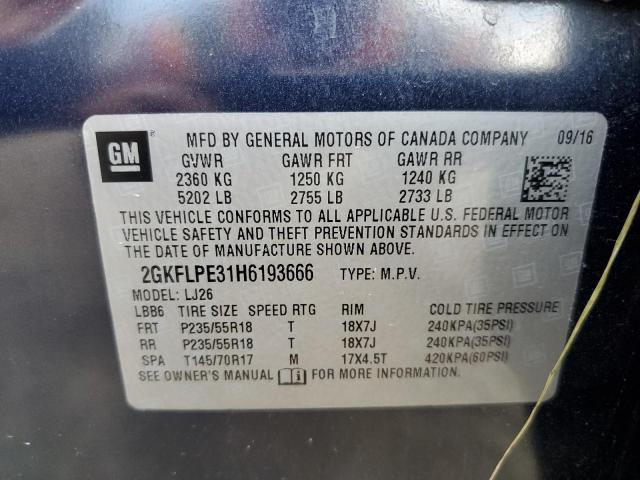 GM ® MFD BY GENERAL MOTORS OF CANADA COMPANY 09/16
GVWR GAWR FRT GAWR RR
2360 KG 1250 KG 1240 KG
5202 LB 2755 LB 2733 LB
THIS VEHICLE CONFORMS TO ALL APPLICABLE U.S. FEDERAL MOTOR
VEHICLE SAFETY AND THEFT PREVENTION STANDARDS IN EFFECT ON
THE DATE OF MANUFACTURE SHOWN ABOVE.
2GKFLPE31H6193666 TYPE: M.P.V.
MODEL: LJ26
LBB6 TIRE SIZE SPEED RTG RIM COLD TIRE PRESSURE
FRT P235/55R18 T 18X7J 240KPA(35PSI)
RR P235/55R18 T 18X7J 240KPA(35PSI)
SPA T145/70R17 M 17X4.5T 420KPA(60PSI)
SEE OWNER'S MANUAL FOR MORE INFORMATION.